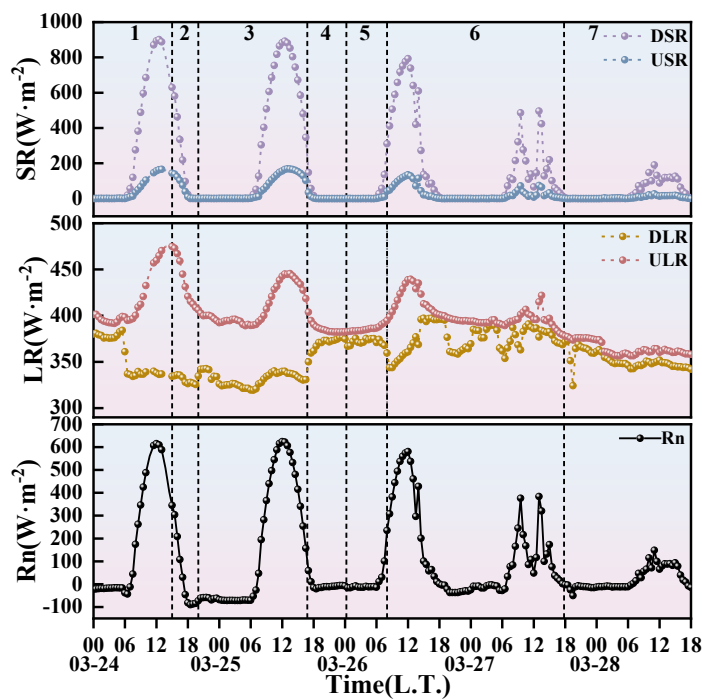 1 2 3 4 5 6 7
DSR
USR
SR(W·m⁻²)
1000
800
600
400
200
0
DLR
ULR
LR(W·m⁻²)
500
450
400
350
300
Rn
Rn(W·m⁻²)
700
600
500
400
300
200
100
0
-100
00 06 12 18 00 06 12 18 00 06 12 18 00 06 12 18 00 06 12 18
03-24 03-25 03-26 03-27 03-28
Time(L.T.)